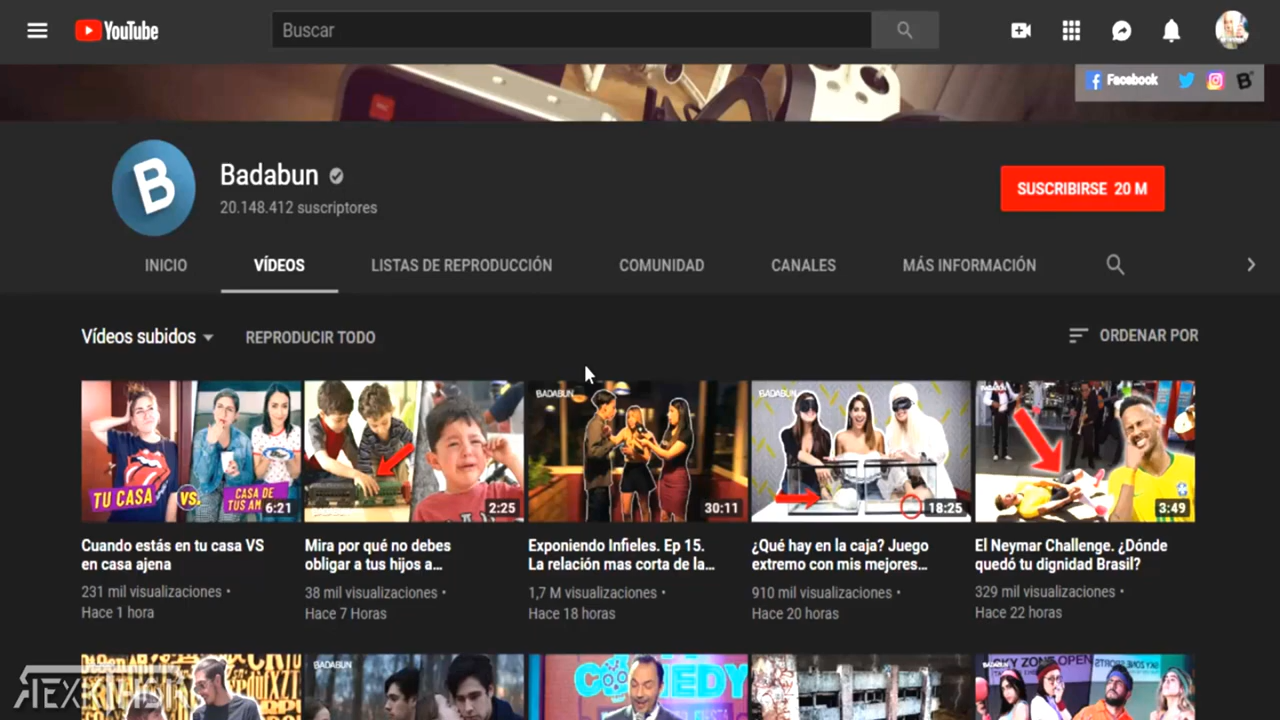 YouTube
Buscar
Facebook
B
Badabun
20.148.412 suscriptores
SUSCRIBIRSE 20 M
INICIO
VÍDEOS
LISTAS DE REPRODUCCIÓN
COMUNIDAD
CANALES
MÁS INFORMACIÓN
Vídeos subidos
REPRODUCIR TODO
ORDENAR POR
TU CASA
VS.
CASA DE
TUS AM
6:21
2:25
BADABUN
30:11
BADABUN
18:25
BADABUN
3:49
Cuando estás en tu casa VS
en casa ajena
231 mil visualizaciones •
Hace 1 hora
Mira por qué no debes
obligar a tus hijos a...
38 mil visualizaciones •
Hace 7 Horas
Exponiendo Infieles. Ep 15.
La relación mas corta de la...
1,7 M visualizaciones •
Hace 18 horas
¿Qué hay en la caja? Juego
extremo con mis mejores...
910 mil visualizaciones •
Hace 20 horas
El Neymar Challenge. ¿Dónde
quedó tu dignidad Brasil?
329 mil visualizaciones •
Hace 22 horas
BADABUN
COMEDY
BADABUN
ZONE OPEN